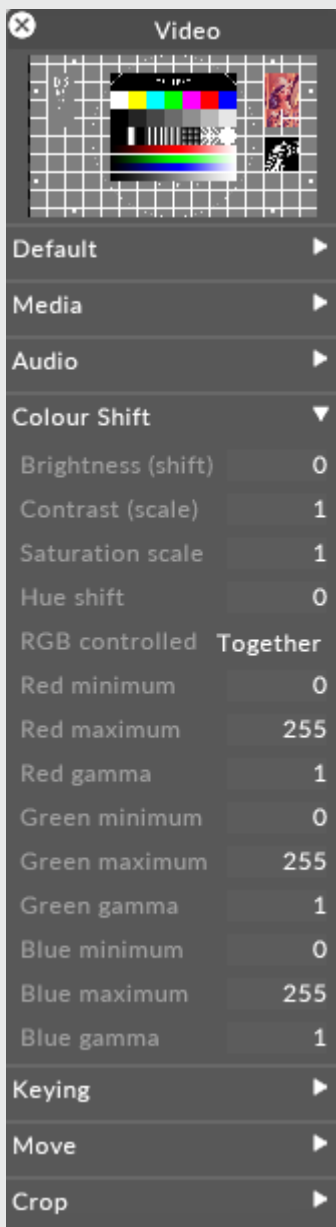 Video
Default
Media
Audio
Colour Shift
Brightness (shift) 0
Contrast (scale) 1
Saturation scale 1
Hue shift 0
RGB controlled Together
Red minimum 0
Red maximum 255
Red gamma 1
Green minimum 0
Green maximum 255
Green gamma 1
Blue minimum 0
Blue maximum 255
Blue gamma 1
Keying
Move
Crop